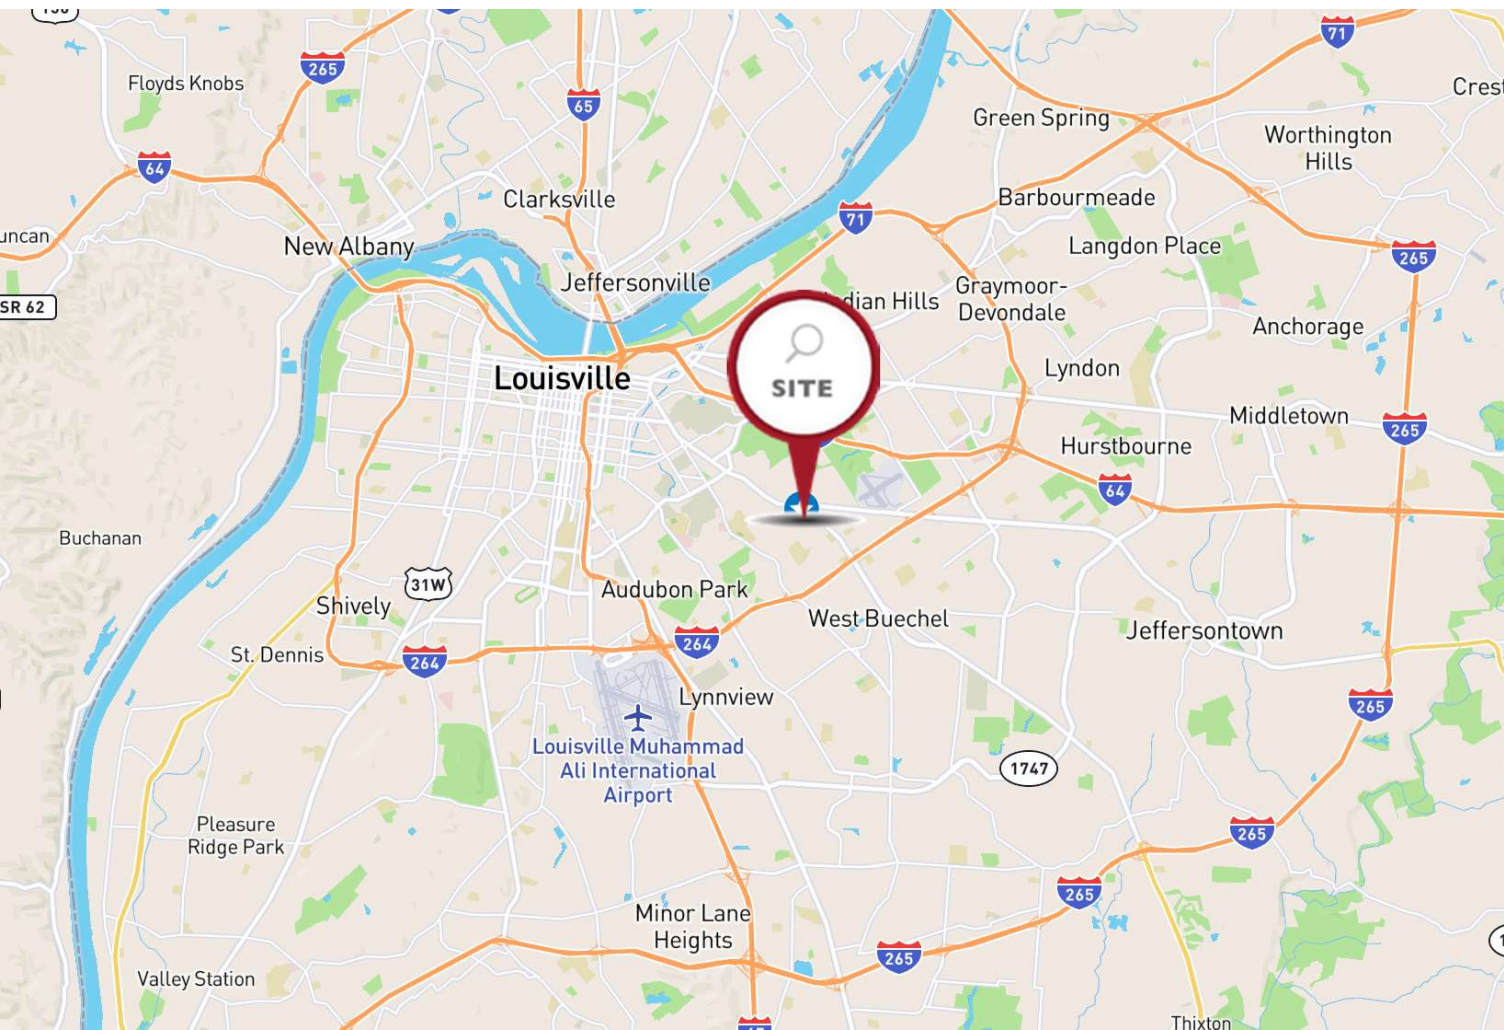 150
71
265
Floyds Knobs
Crest
65
Green Spring
Worthington
Hills
64
Clarksville
Barbourmeade
71
uncan
New Albany
Langdon Place
265
Jeffersonville
Graymoor-
Devondale
dian Hills
SR 62
Anchorage
SITE
Lyndon
Louisville
Middletown
265
Hurstbourne
64
Buchanan
31W
Audubon Park
Shively
West Buechel
Jeffersontown
264
St. Dennis
264
Lynnview
265
Louisville Muhammad
Ali International
Airport
1747
Pleasure
Ridge Park
265
265
Minor Lane
Heights
265
Valley Station
Thixton